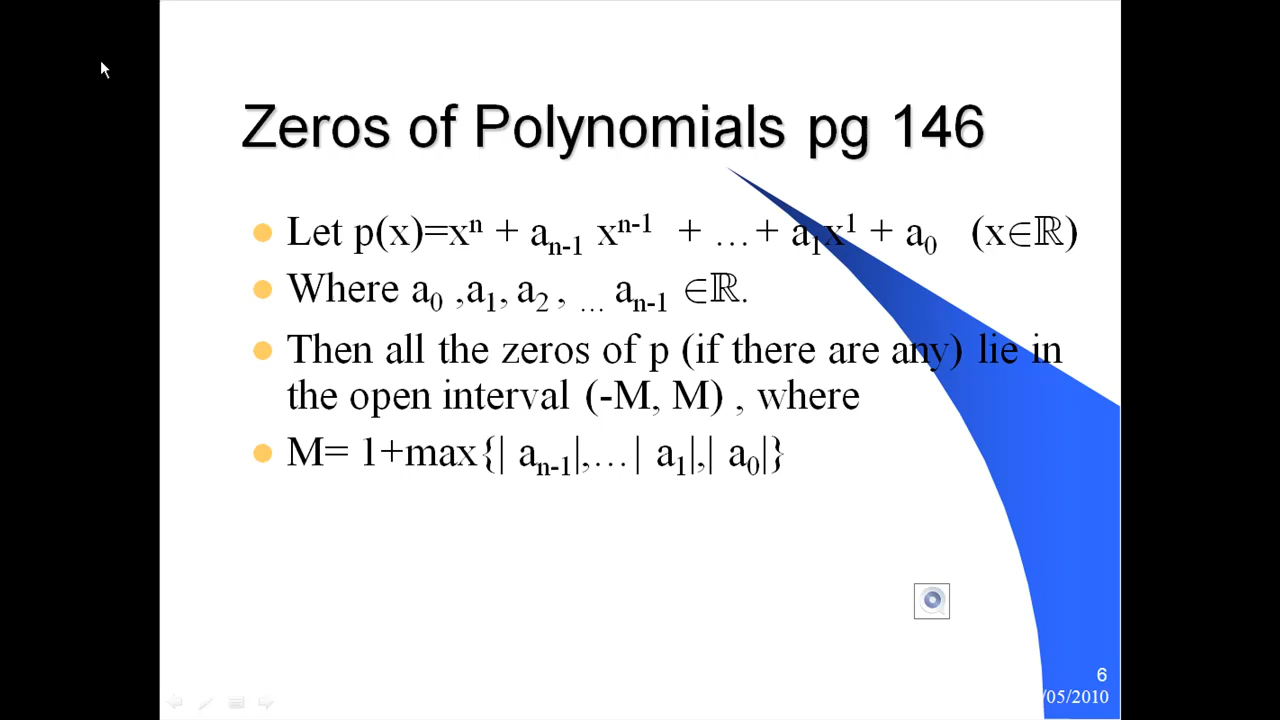 Zeros of Polynomials pg 146
Let p(x)=xⁿ + aₙ₋₁ xⁿ⁻¹ + …+ a₁x¹ + a₀ (x∈ℝ)
Where a₀ ,a₁, a₂ , … aₙ₋₁ ∈ℝ.
Then all the zeros of p (if there are any) lie in
the open interval (-M, M) , where
M= 1+max{| aₙ₋₁|,…| a₁|,| a₀|}
6
/05/2010